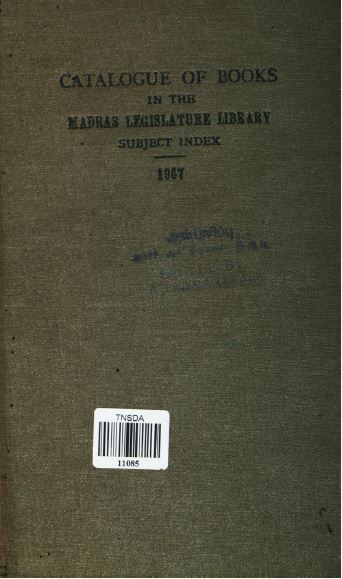 CATALOGUE OF BOOKS
IN THE
MADRAS LEGISLATURE LIBRARY
SUBJECT INDEX
1967
TNSDA
11085